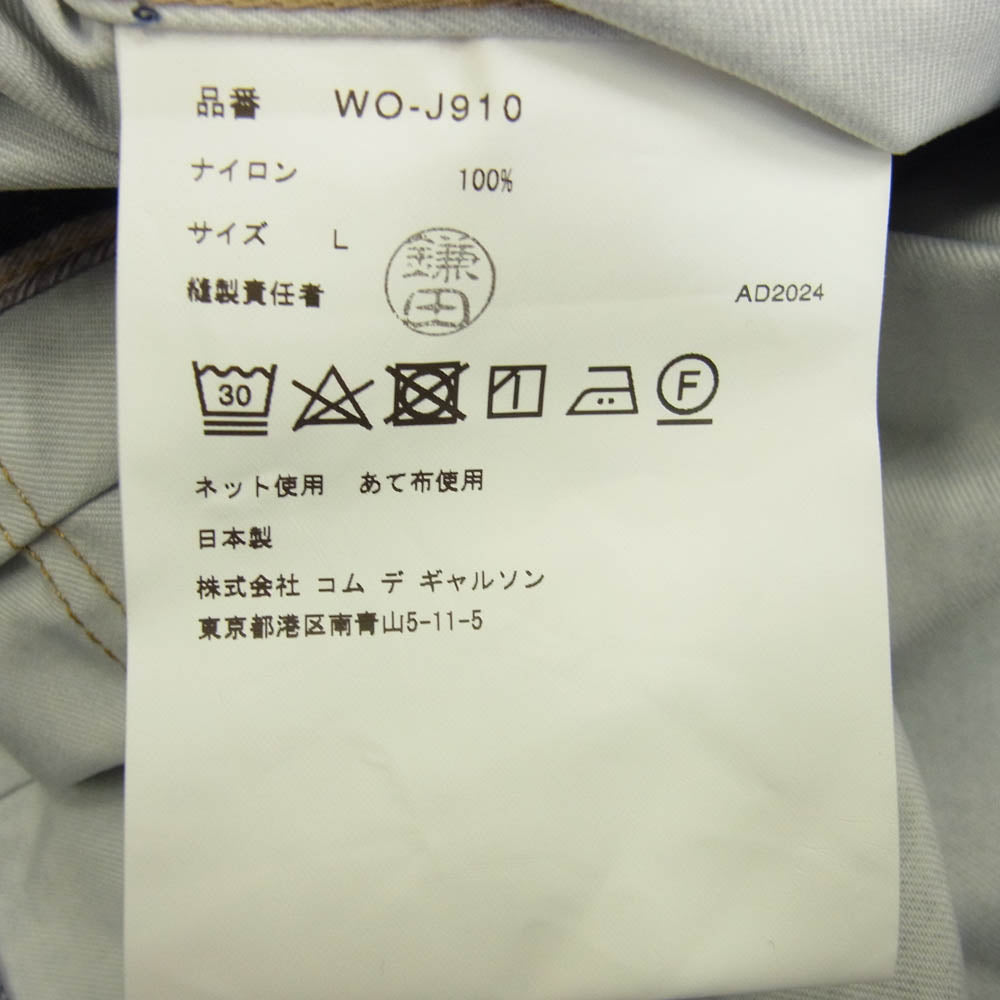 品番 WO-J910
ナイロン 100%
サイズ L
縫製責任者 鎌田 AD2024
30 F
ネット使用 あて布使用
日本製
株式会社 コム デ ギャルソン
東京都港区南青山5-11-5